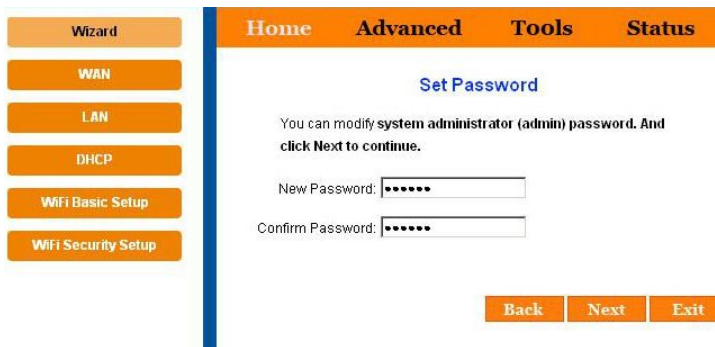 Wizard
WAN
LAN
DHCP
WiFi Basic Setup
WiFi Security Setup
Home Advanced Tools Status
Set Password
You can modify system administrator (admin) password. And
click Next to continue.
New Password: ••••••
Confirm Password: ••••••
Back Next Exit